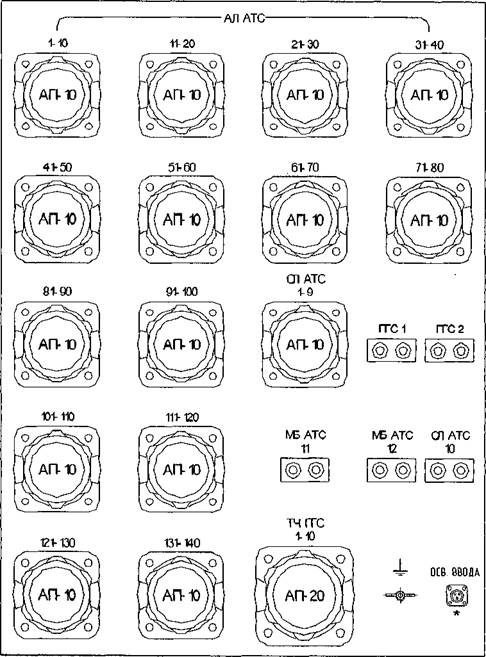 АЛ АТС
1-10 11-20 21-30 31-40
АП-10 АП-10 АП-10 АП-10
41-50 51-60 61-70 71-80
АП-10 АП-10 АП-10 АП-10
81-90 91-100 СЛ АТС
1-9
АП-10 АП-10 АП-10 ГТС 1 ГТС 2
101-110 111-120
АП-10 АП-10 МБ АТС МБ АТС СЛ АТС
11 12 10
121-130 131-140 ТЧ ПТС
1-10
АП-10 АП-10 АП-20 ОСВ. ВВОДА
*